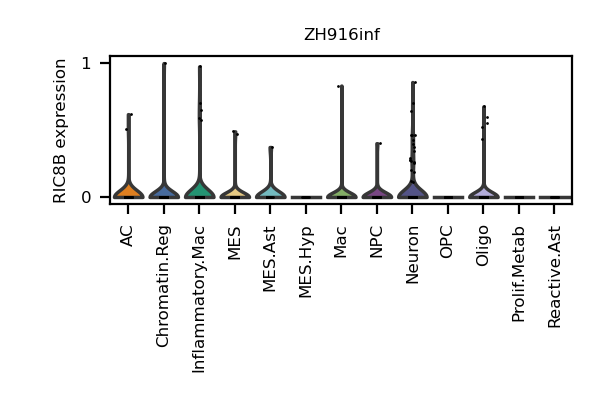 ZH916inf
RIC8B expression
1
0
AC
Chromatin.Reg
Inflammatory.Mac
MES
MES.Ast
MES.Hyp
Mac
NPC
Neuron
OPC
Oligo
Prolif.Metab
Reactive.Ast